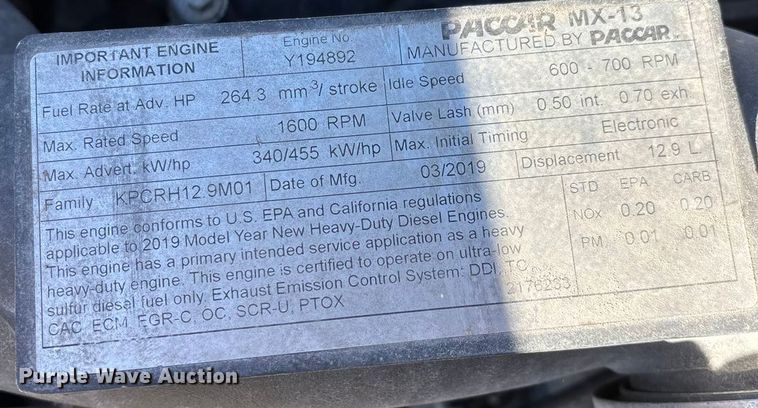 IMPORTANT ENGINE INFORMATION
Engine No.
Y194892
PACCAR MX-13
MANUFACTURED BY PACCAR
Fuel Rate at Adv. HP 264.3 mm³/ stroke
Idle Speed 600 - 700 RPM
Max. Rated Speed 1600 RPM
Valve Lash (mm) 0.50 int. 0.70 exh.
Max. Advert. kW/hp 340/455 kW/hp
Max. Initial Timing Electronic
Family KPCRH12.9M01
Date of Mfg. 03/2019
Displacement 12.9 L.
This engine conforms to U.S. EPA and California regulations
applicable to 2019 Model Year New Heavy-Duty Diesel Engines.
This engine has a primary intended service application as a heavy
heavy-duty engine. This engine is certified to operate on ultra-low
sulfur diesel fuel only. Exhaust Emission Control System: DDI, TC,
CAC, ECM, EGR-C, OC, SCR-U, PTOX
2176233
STD EPA CARB
NOx 0.20 0.20
PM 0.01 0.01
Purple Wave Auction